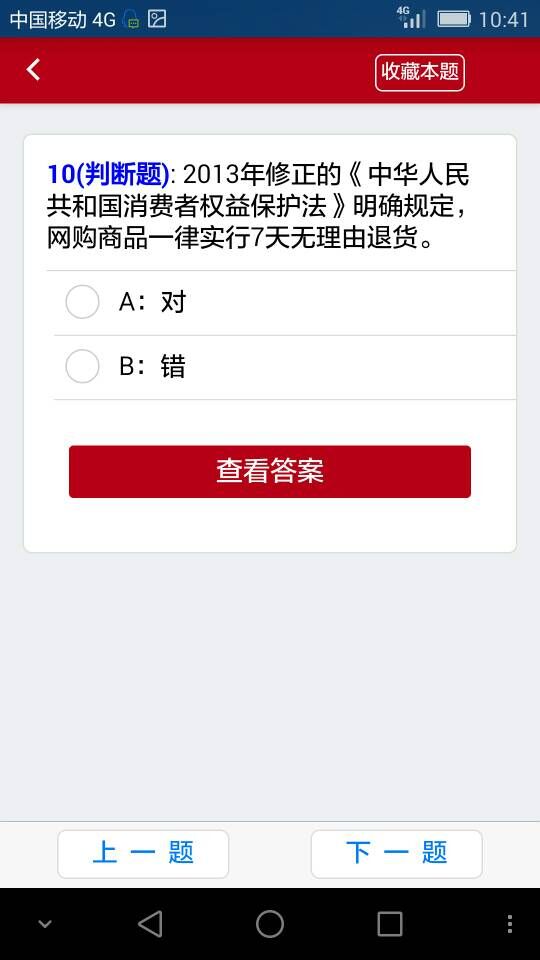 中国移动 4G
4G
10:41
收藏本题
10(判断题): 2013年修正的《中华人民
共和国消费者权益保护法》明确规定，
网购商品一律实行7天无理由退货。
A：对
B：错
查看答案
上一题
下一题